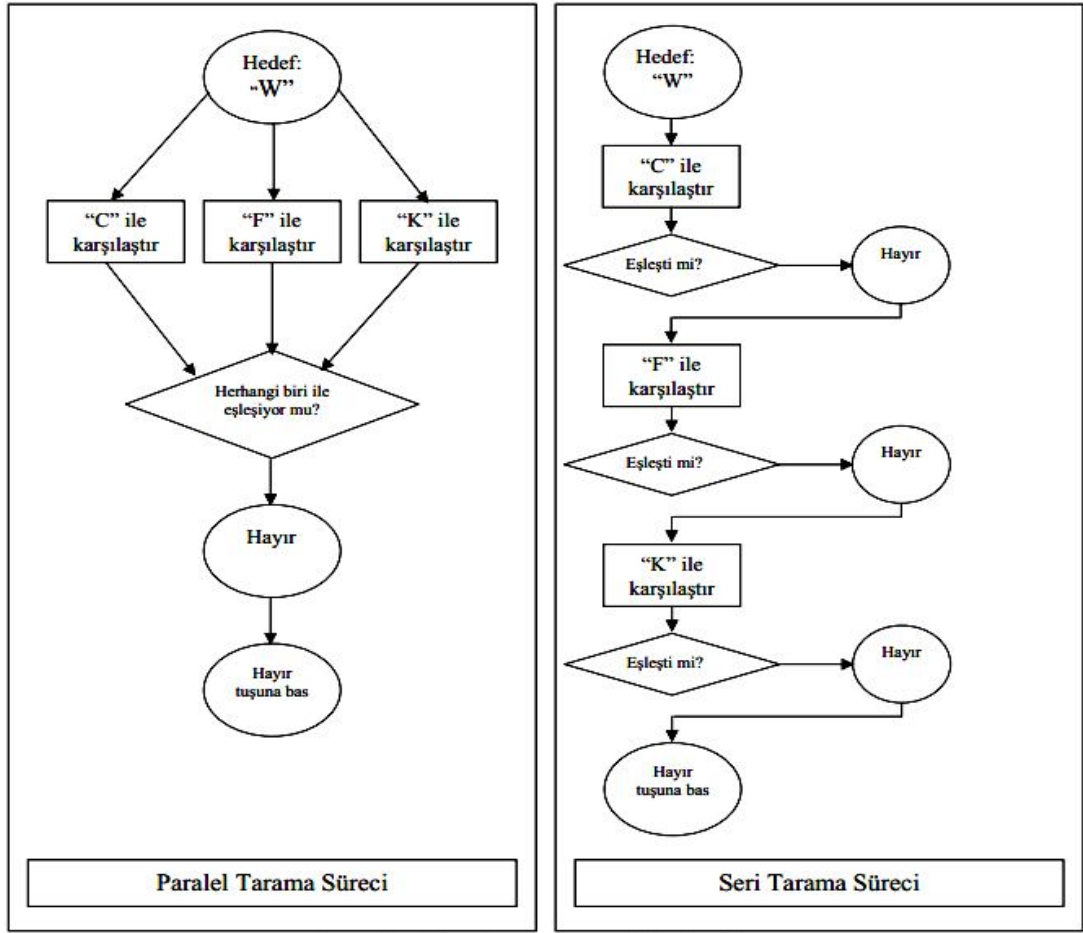 Hedef:
“W”
“C” ile
karşılaştır
“F” ile
karşılaştır
“K” ile
karşılaştır
Herhangi biri ile
eşleşiyor mu?
Hayır
Hayır
tuşuna bas
Paralel Tarama Süreci
Hedef:
“W”
“C” ile
karşılaştır
Eşleşti mi?
Hayır
“F” ile
karşılaştır
Eşleşti mi?
Hayır
“K” ile
karşılaştır
Eşleşti mi?
Hayır
Hayır
tuşuna bas
Seri Tarama Süreci